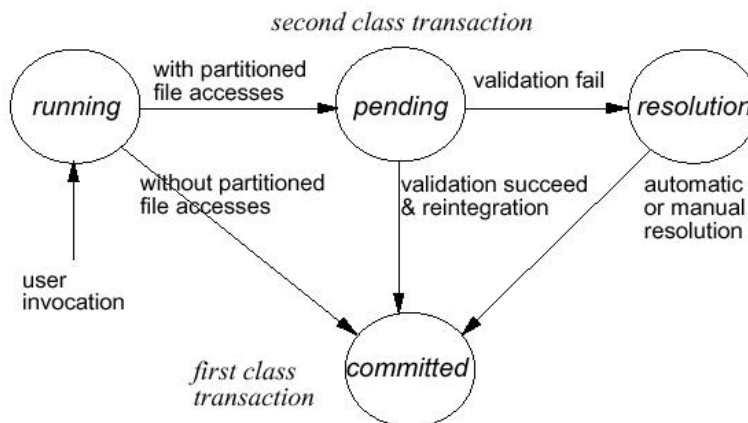 second class transaction
with partitioned
file accesses
validation fail
running
pending
resolution
without partitioned
file accesses
validation succeed
& reintegration
automatic
or manual
resolution
user
invocation
first class
transaction
committed